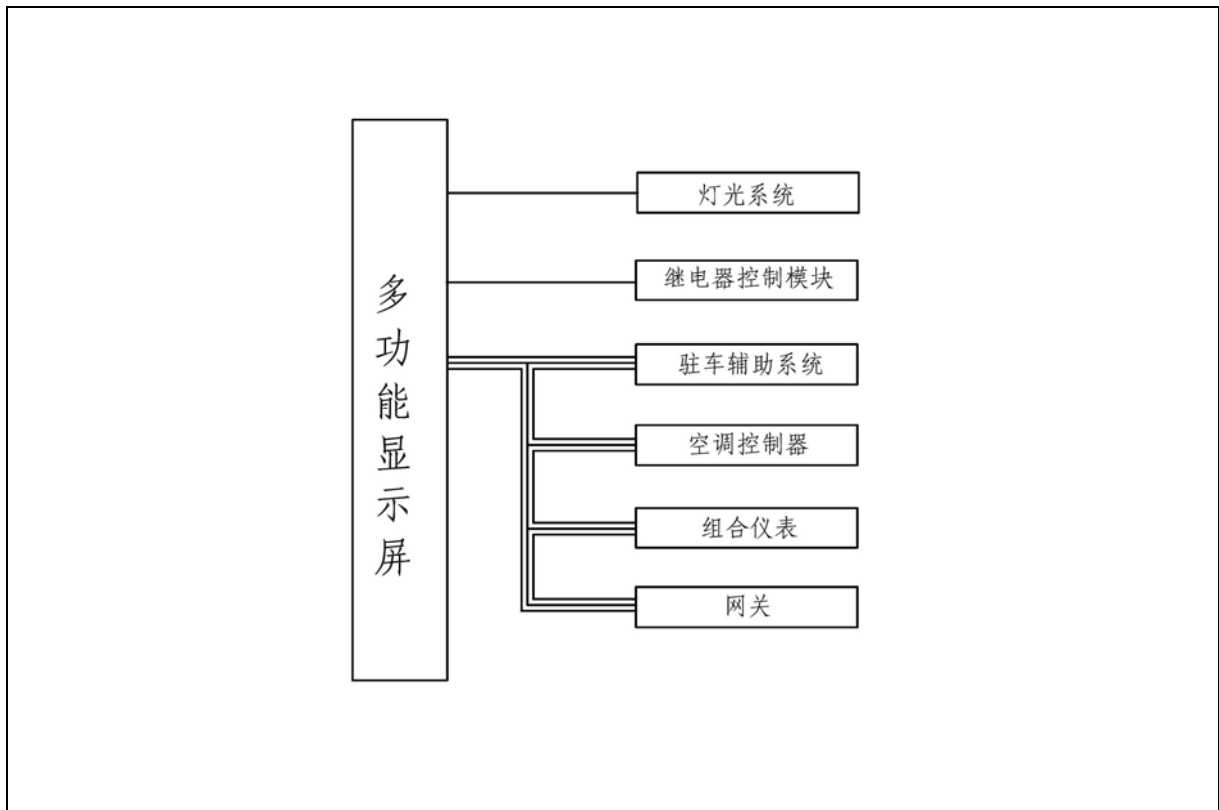 多功能显示屏
灯光系统
继电器控制模块
驻车辅助系统
空调控制器
组合仪表
网关